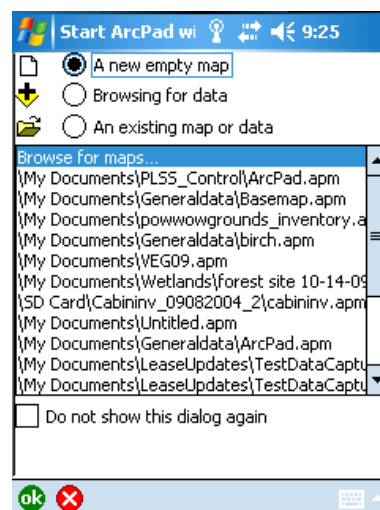 Start ArcPad wi 9:25
A new empty map
Browsing for data
An existing map or data
Browse for maps...
\My Documents\PLSS_Control\ArcPad.apm
\My Documents\Generaldata\Basemap.apm
\My Documents\powwowgrounds_inventory.a
\My Documents\Generaldata\birch.apm
\My Documents\VEG09.apm
\My Documents\Wetlands\forest site 10-14-09
\SD Card\Cabininv_09082004_2\cabininv.apm
\My Documents\Untitled.apm
\My Documents\Generaldata\ArcPad.apm
\My Documents\LeaseUpdates\TestDataCaptu
\My Documents\LeaseUpdates\TestDataCaptu
Do not show this dialog again
ok